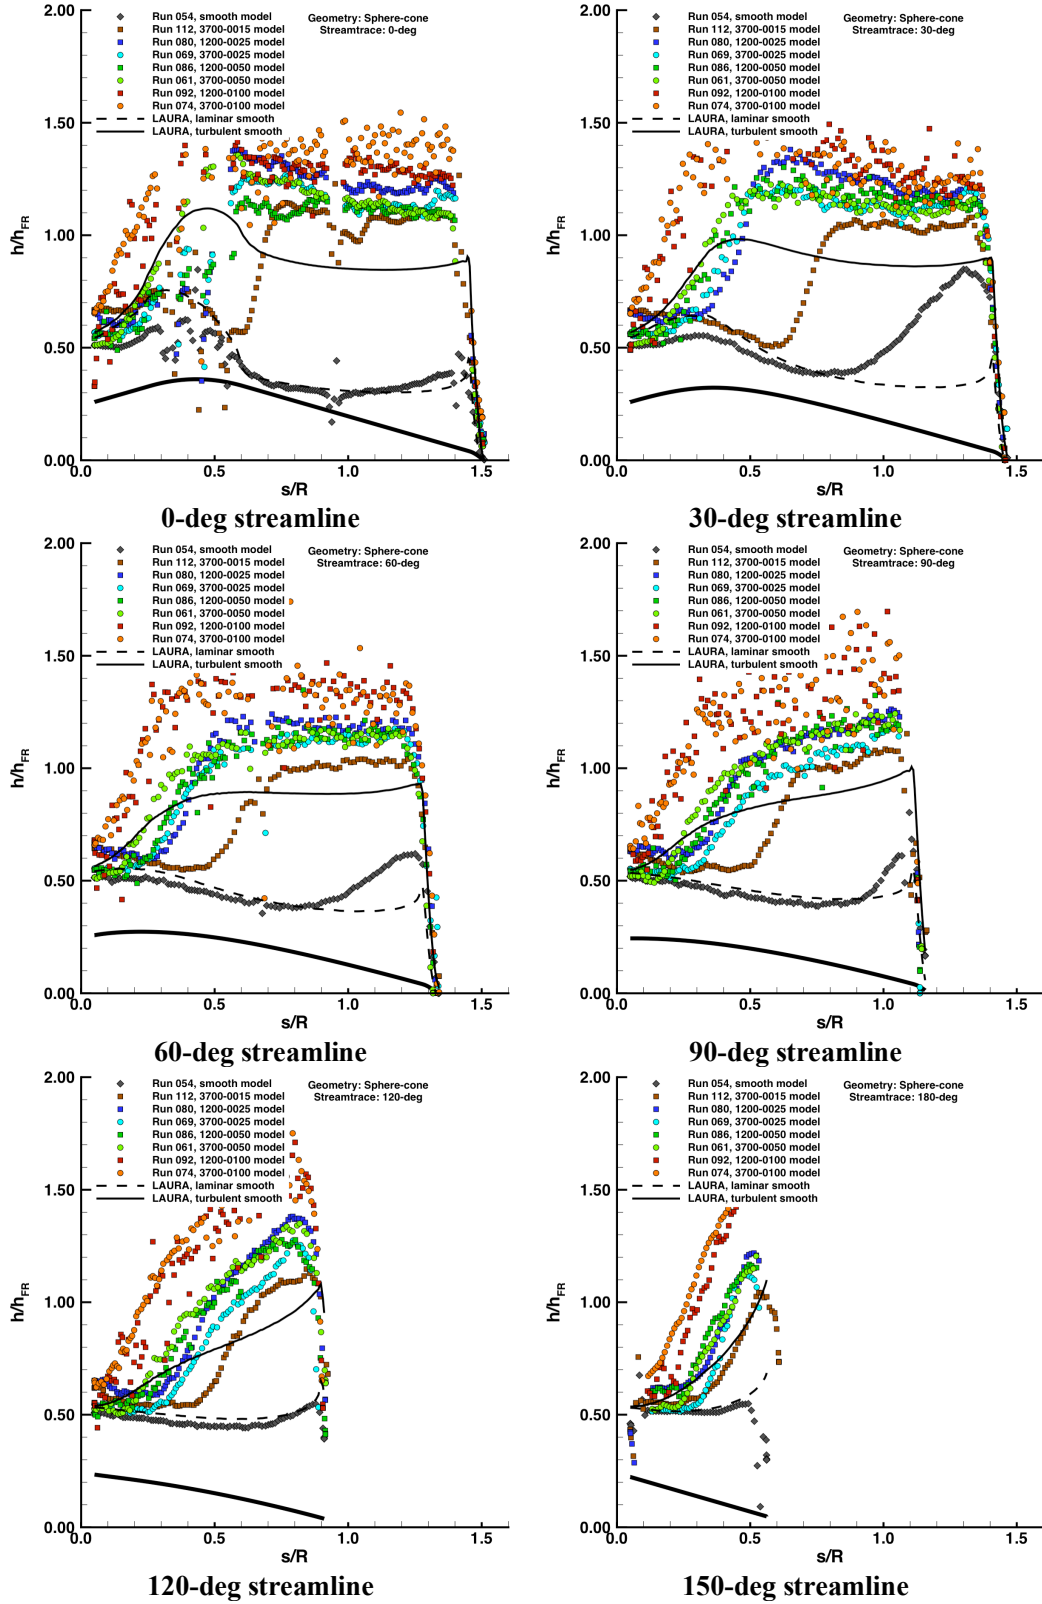 2.00
Run 054, smooth model
Geometry: Sphere-cone
Run 112, 3700-0015 model
Streamtrace: 0-deg
Run 080, 1200-0025 model
Run 069, 3700-0025 model
Run 086, 1200-0050 model
Run 061, 3700-0050 model
Run 092, 1200-0100 model
Run 074, 3700-0100 model
LAURA, laminar smooth
LAURA, turbulent smooth
1.50
1.00
0.50
0.00
h/hFR
0.0 0.5 1.0 1.5
s/R
0-deg streamline
2.00
Run 054, smooth model
Geometry: Sphere-cone
Run 112, 3700-0015 model
Streamtrace: 30-deg
Run 080, 1200-0025 model
Run 069, 3700-0025 model
Run 086, 1200-0050 model
Run 061, 3700-0050 model
Run 092, 1200-0100 model
Run 074, 3700-0100 model
LAURA, laminar smooth
LAURA, turbulent smooth
1.50
1.00
0.50
0.00
h/hFR
0.0 0.5 1.0 1.5
s/R
30-deg streamline
2.00
Run 054, smooth model
Geometry: Sphere-cone
Run 112, 3700-0015 model
Streamtrace: 60-deg
Run 080, 1200-0025 model
Run 069, 3700-0025 model
Run 086, 1200-0050 model
Run 061, 3700-0050 model
Run 092, 1200-0100 model
Run 074, 3700-0100 model
LAURA, laminar smooth
LAURA, turbulent smooth
1.50
1.00
0.50
0.00
h/hFR
0.0 0.5 1.0 1.5
s/R
60-deg streamline
2.00
Run 054, smooth model
Geometry: Sphere-cone
Run 112, 3700-0015 model
Streamtrace: 90-deg
Run 080, 1200-0025 model
Run 069, 3700-0025 model
Run 086, 1200-0050 model
Run 061, 3700-0050 model
Run 092, 1200-0100 model
Run 074, 3700-0100 model
LAURA, laminar smooth
LAURA, turbulent smooth
1.50
1.00
0.50
0.00
h/hFR
0.0 0.5 1.0 1.5
s/R
90-deg streamline
2.00
Run 054, smooth model
Geometry: Sphere-cone
Run 112, 3700-0015 model
Streamtrace: 120-deg
Run 080, 1200-0025 model
Run 069, 3700-0025 model
Run 086, 1200-0050 model
Run 061, 3700-0050 model
Run 092, 1200-0100 model
Run 074, 3700-0100 model
LAURA, laminar smooth
LAURA, turbulent smooth
1.50
1.00
0.50
0.00
h/hFR
0.0 0.5 1.0 1.5
s/R
120-deg streamline
2.00
Run 054, smooth model
Geometry: Sphere-cone
Run 112, 3700-0015 model
Streamtrace: 180-deg
Run 080, 1200-0025 model
Run 069, 3700-0025 model
Run 086, 1200-0050 model
Run 061, 3700-0050 model
Run 092, 1200-0100 model
Run 074, 3700-0100 model
LAURA, laminar smooth
LAURA, turbulent smooth
1.50
1.00
0.50
0.00
h/hFR
0.0 0.5 1.0 1.5
s/R
150-deg streamline